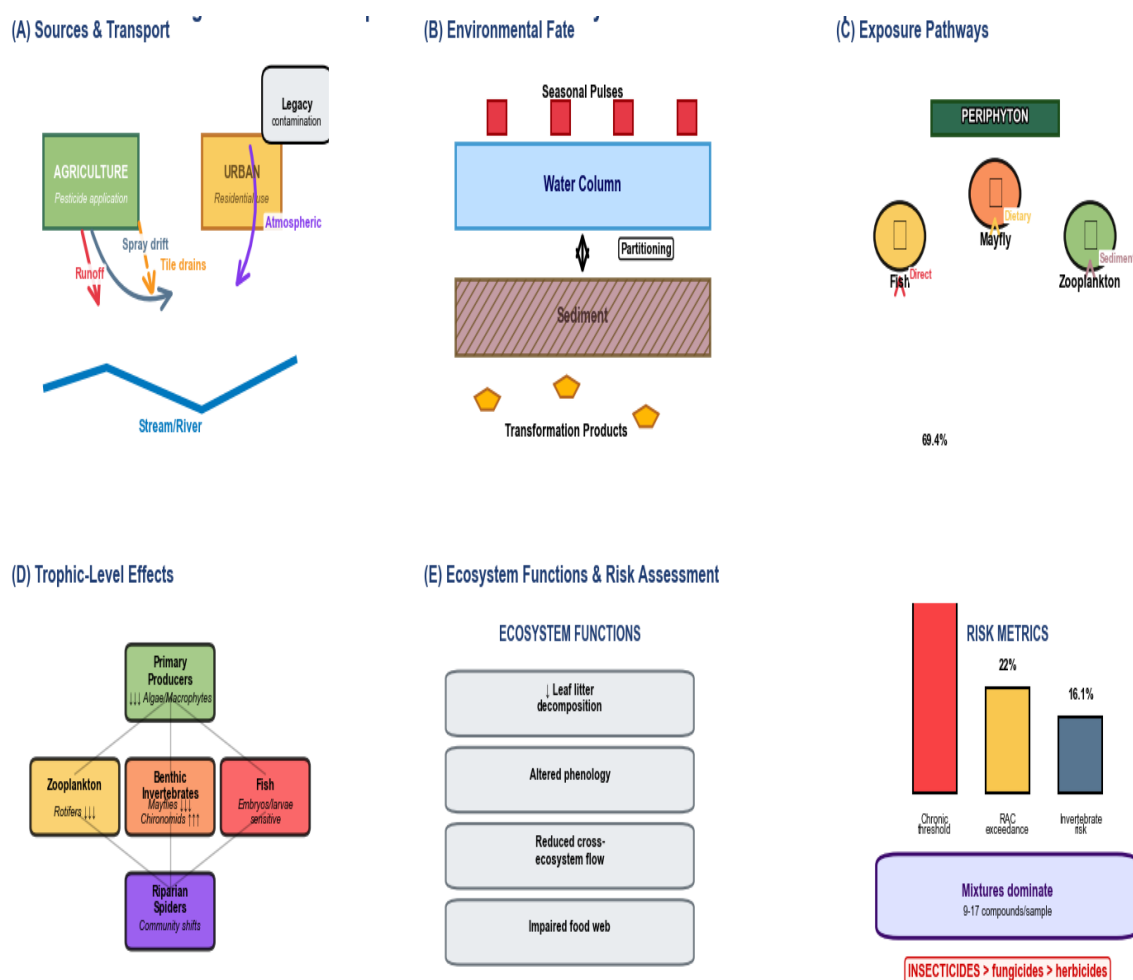 (A) Sources & Transport
(B) Environmental Fate
(C) Exposure Pathways
Legacy
contamination
AGRICULTURE
Pesticide application
URBAN
Residential use
Atmospheric
Spray drift
Tile drains
Runoff
Stream/River
Seasonal Pulses
Water Column
Partitioning
Sediment
Transformation Products
PERIPHYTON
Dietary
Mayfly
Fish
Direct
Sediment
Zooplankton
69.4%
(D) Trophic-Level Effects
(E) Ecosystem Functions & Risk Assessment
Primary
Producers
↓↓↓ Algae/Macrophytes
Zooplankton
Rotifers ↓↓↓
Benthic
Invertebrates
Mayflies ↓↓↓
Chironomids ↑↑↑
Fish
Embryos/larvae
sensitive
Riparian
Spiders
Community shifts
ECOSYSTEM FUNCTIONS
↓ Leaf litter
decomposition
Altered phenology
Reduced cross-
ecosystem flow
Impaired food web
RISK METRICS
22%
16.1%
Chronic
threshold
RAC
exceedance
Invertebrate
risk
Mixtures dominate
9-17 compounds/sample
INSECTICIDES > fungicides > herbicides